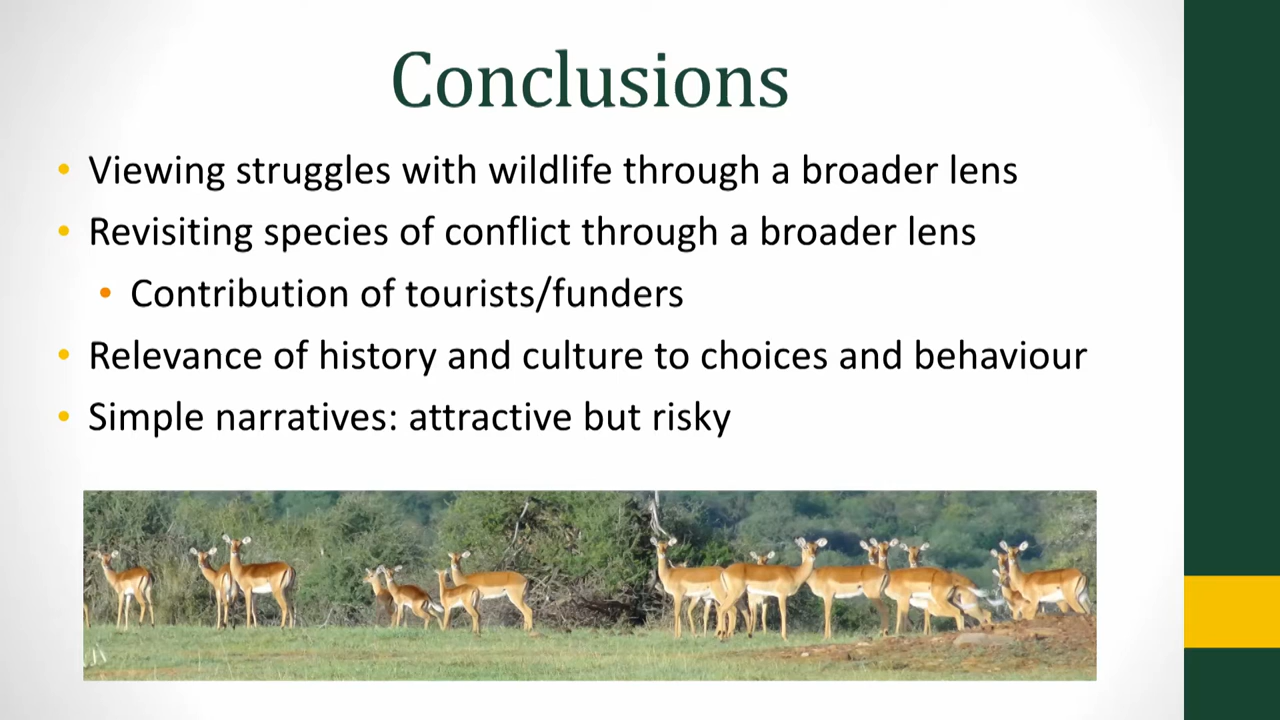 Conclusions
• Viewing struggles with wildlife through a broader lens
• Revisiting species of conflict through a broader lens
• Contribution of tourists/funders
• Relevance of history and culture to choices and behaviour
• Simple narratives: attractive but risky